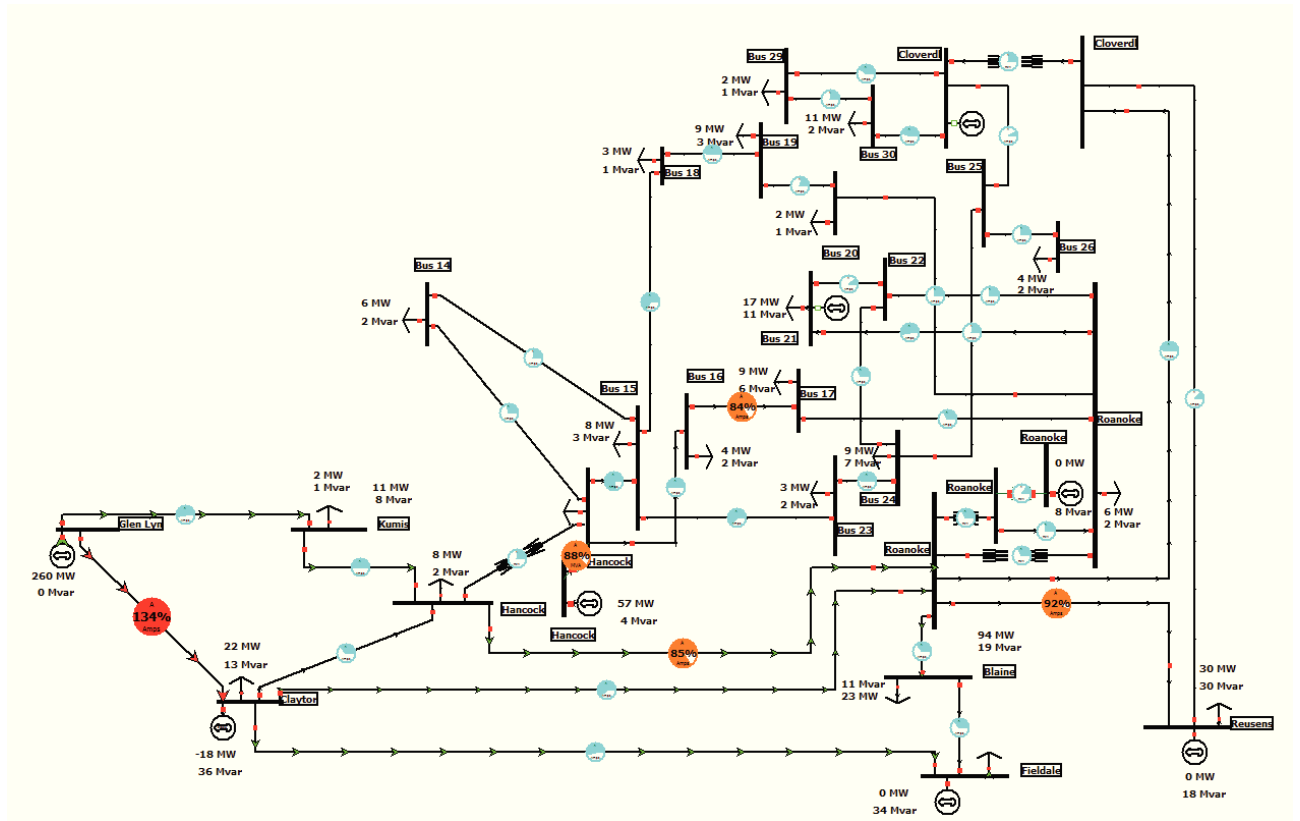 Bus 29
Cloverdl
Cloverdl
2 MW
1 Mvar
11 MW
2 Mvar
9 MW
3 Mvar
Bus 19
Bus 30
3 MW
1 Mvar
Bus 18
Bus 25
2 MW
1 Mvar
Bus 26
4 MW
2 Mvar
Bus 20
Bus 22
Bus 14
6 MW
2 Mvar
17 MW
11 Mvar
Bus 21
Bus 15
Bus 16
9 MW
6 Mvar
Bus 17
84%
Amps
8 MW
3 Mvar
Roanoke
Roanoke
4 MW
2 Mvar
9 MW
7 Mvar
0 MW
8 Mvar
Roanoke
6 MW
2 Mvar
3 MW
2 Mvar
Bus 24
Bus 23
2 MW
1 Mvar
11 MW
8 Mvar
Glen Lyn
Kumis
Roanoke
88%
MVA
Hancock
260 MW
0 Mvar
8 MW
2 Mvar
Hancock
57 MW
4 Mvar
Hancock
134%
Amps
92%
Amps
85%
Amps
22 MW
13 Mvar
Claytor
94 MW
19 Mvar
Blaine
11 Mvar
23 MW
30 MW
30 Mvar
Reusens
-18 MW
36 Mvar
Fieldale
0 MW
34 Mvar
0 MW
18 Mvar